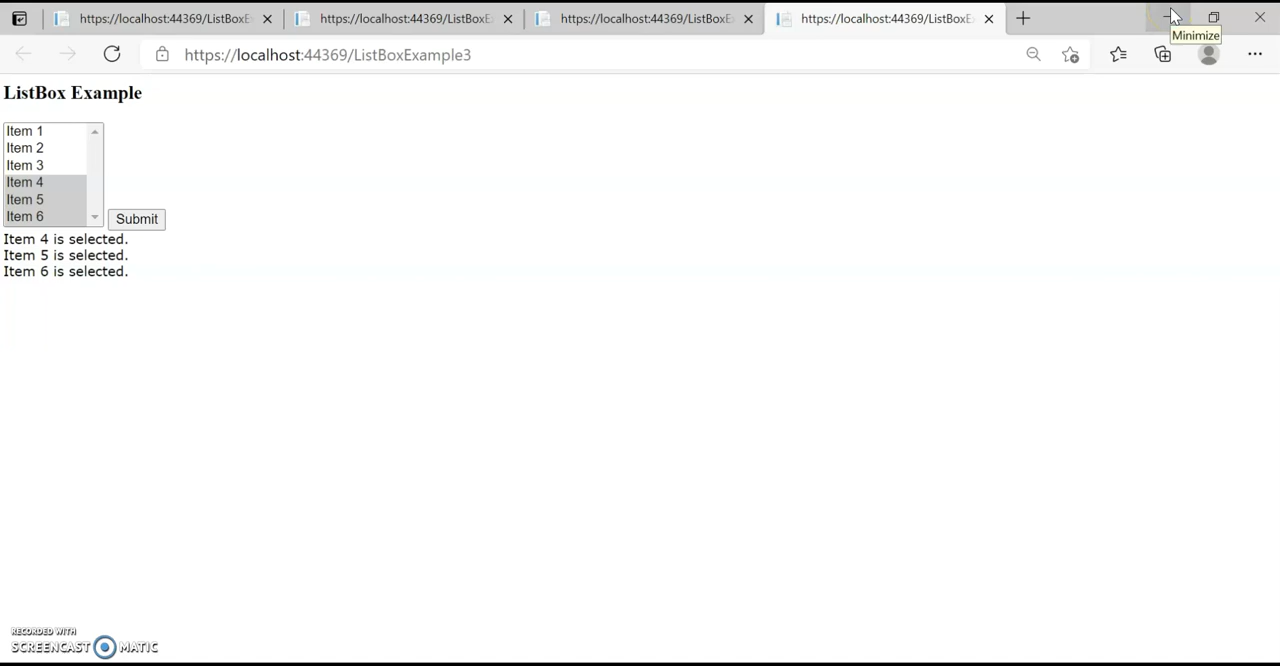 https://localhost:44369/ListBoxE
https://localhost:44369/ListBoxE
https://localhost:44369/ListBoxE
https://localhost:44369/ListBoxE
Minimize
https://localhost:44369/ListBoxExample3
ListBox Example
Item 1
Item 2
Item 3
Item 4
Item 5
Item 6
Submit
Item 4 is selected.
Item 5 is selected.
Item 6 is selected.
RECORDED WITH
SCREENCAST MATIC